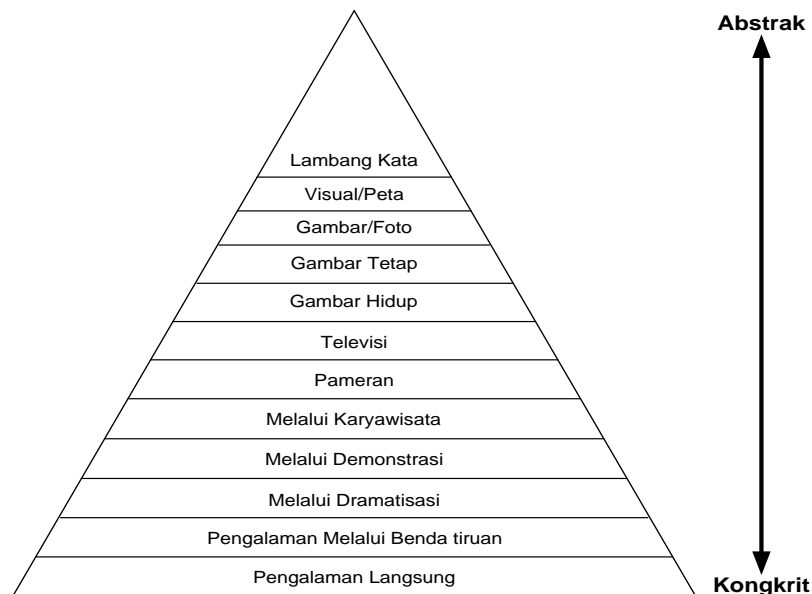 Abstrak
Lambang Kata
Visual/Peta
Gambar/Foto
Gambar Tetap
Gambar Hidup
Televisi
Pameran
Melalui Karyawisata
Melalui Demonstrasi
Melalui Dramatisasi
Pengalaman Melalui Benda tiruan
Pengalaman Langsung
Kongkrit